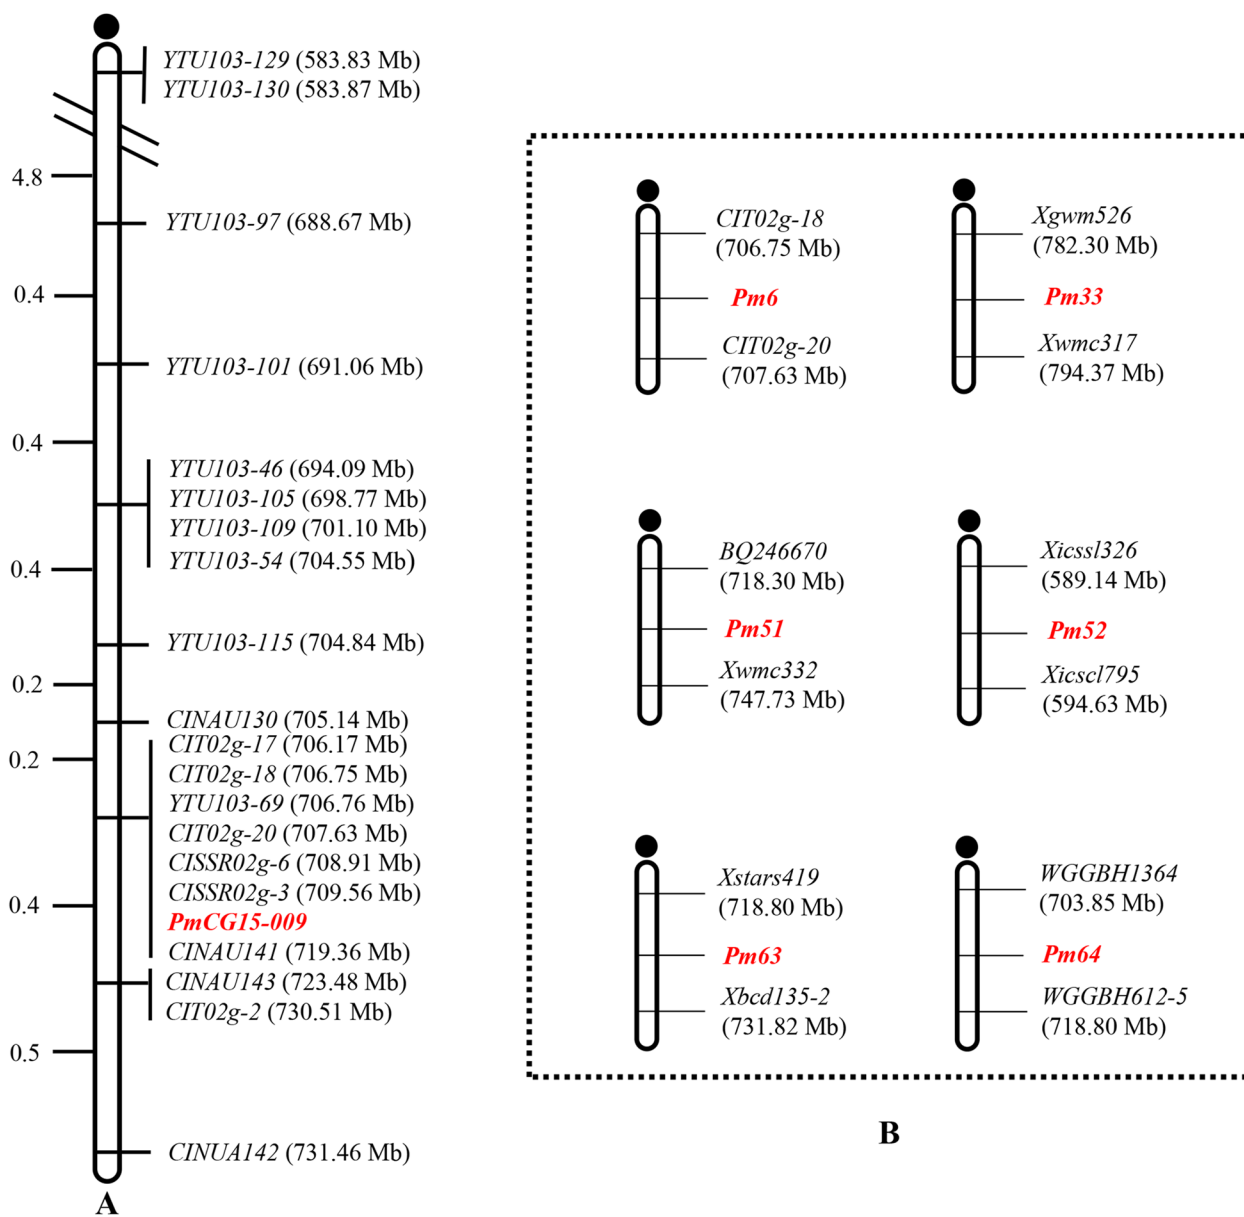 YTU103-129 (583.83 Mb)
YTU103-130 (583.87 Mb)
4.8
YTU103-97 (688.67 Mb)
0.4
YTU103-101 (691.06 Mb)
0.4
YTU103-46 (694.09 Mb)
YTU103-105 (698.77 Mb)
YTU103-109 (701.10 Mb)
YTU103-54 (704.55 Mb)
0.4
YTU103-115 (704.84 Mb)
0.2
CINAU130 (705.14 Mb)
0.2
CIT02g-17 (706.17 Mb)
CIT02g-18 (706.75 Mb)
YTU103-69 (706.76 Mb)
CIT02g-20 (707.63 Mb)
CISSR02g-6 (708.91 Mb)
CISSR02g-3 (709.56 Mb)
0.4
PmCG15-009
CINAU141 (719.36 Mb)
CINAU143 (723.48 Mb)
CIT02g-2 (730.51 Mb)
0.5
CINUA142 (731.46 Mb)
A
CIT02g-18
(706.75 Mb)
Pm6
CIT02g-20
(707.63 Mb)
Xgwm526
(782.30 Mb)
Pm33
Xwmc317
(794.37 Mb)
BQ246670
(718.30 Mb)
Pm51
Xwmc332
(747.73 Mb)
Xicssl326
(589.14 Mb)
Pm52
Xicscl795
(594.63 Mb)
Xstars419
(718.80 Mb)
Pm63
Xbcd135-2
(731.82 Mb)
WGGBH1364
(703.85 Mb)
Pm64
WGGBH612-5
(718.80 Mb)
B